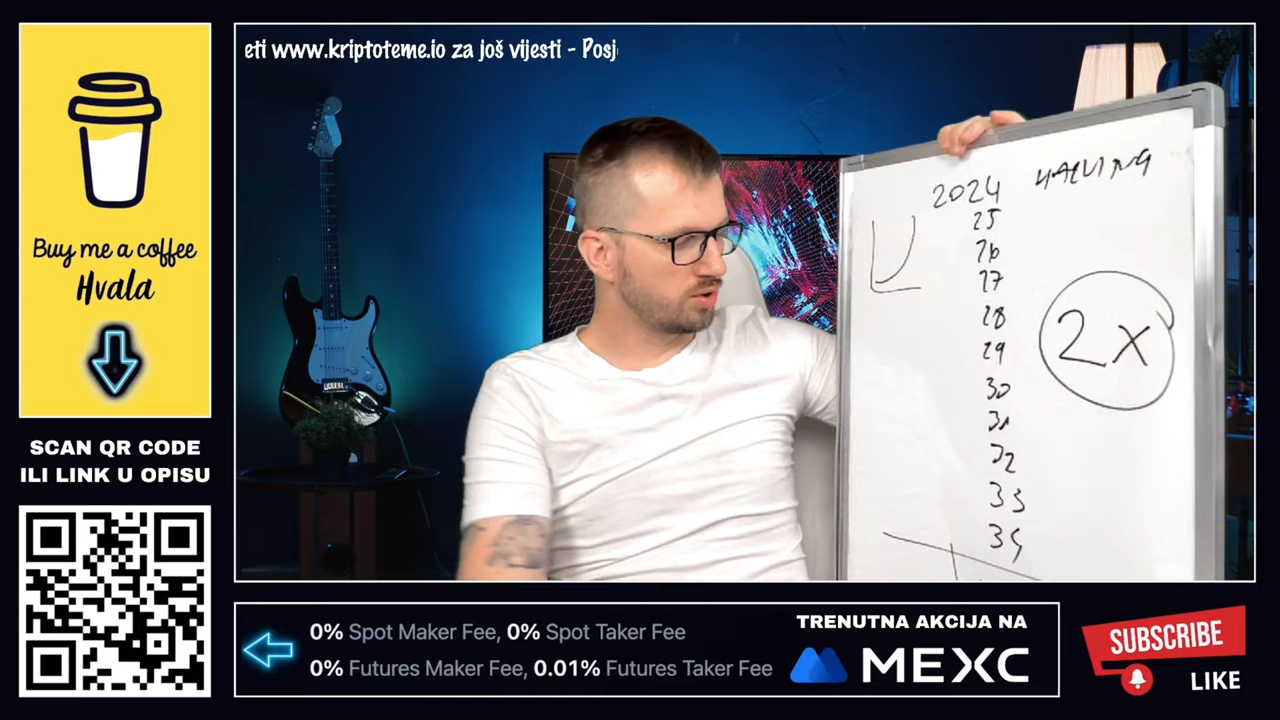 eti www.kriptoteme.io za još vijesti - Posj
Buy me a coffee
Hvala
SCAN QR CODE
ILI LINK U OPISU
2024 HALVING
25
26
27
28
29
30
31
32
33
34
2x
0% Spot Maker Fee, 0% Spot Taker Fee
0% Futures Maker Fee, 0.01% Futures Taker Fee
TRENUTNA AKCIJA NA
MEXC
SUBSCRIBE
LIKE